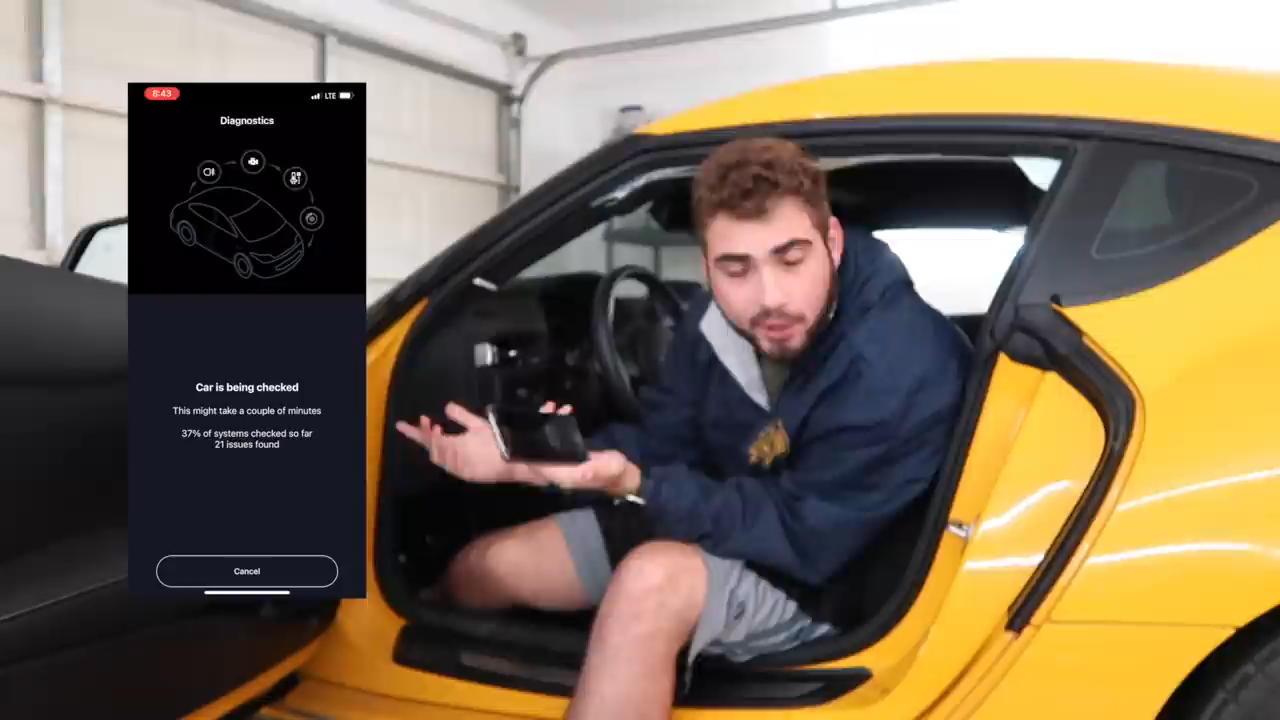 8:43
LTE
Diagnostics
Car is being checked
This might take a couple of minutes
37% of systems checked so far
21 issues found
Cancel